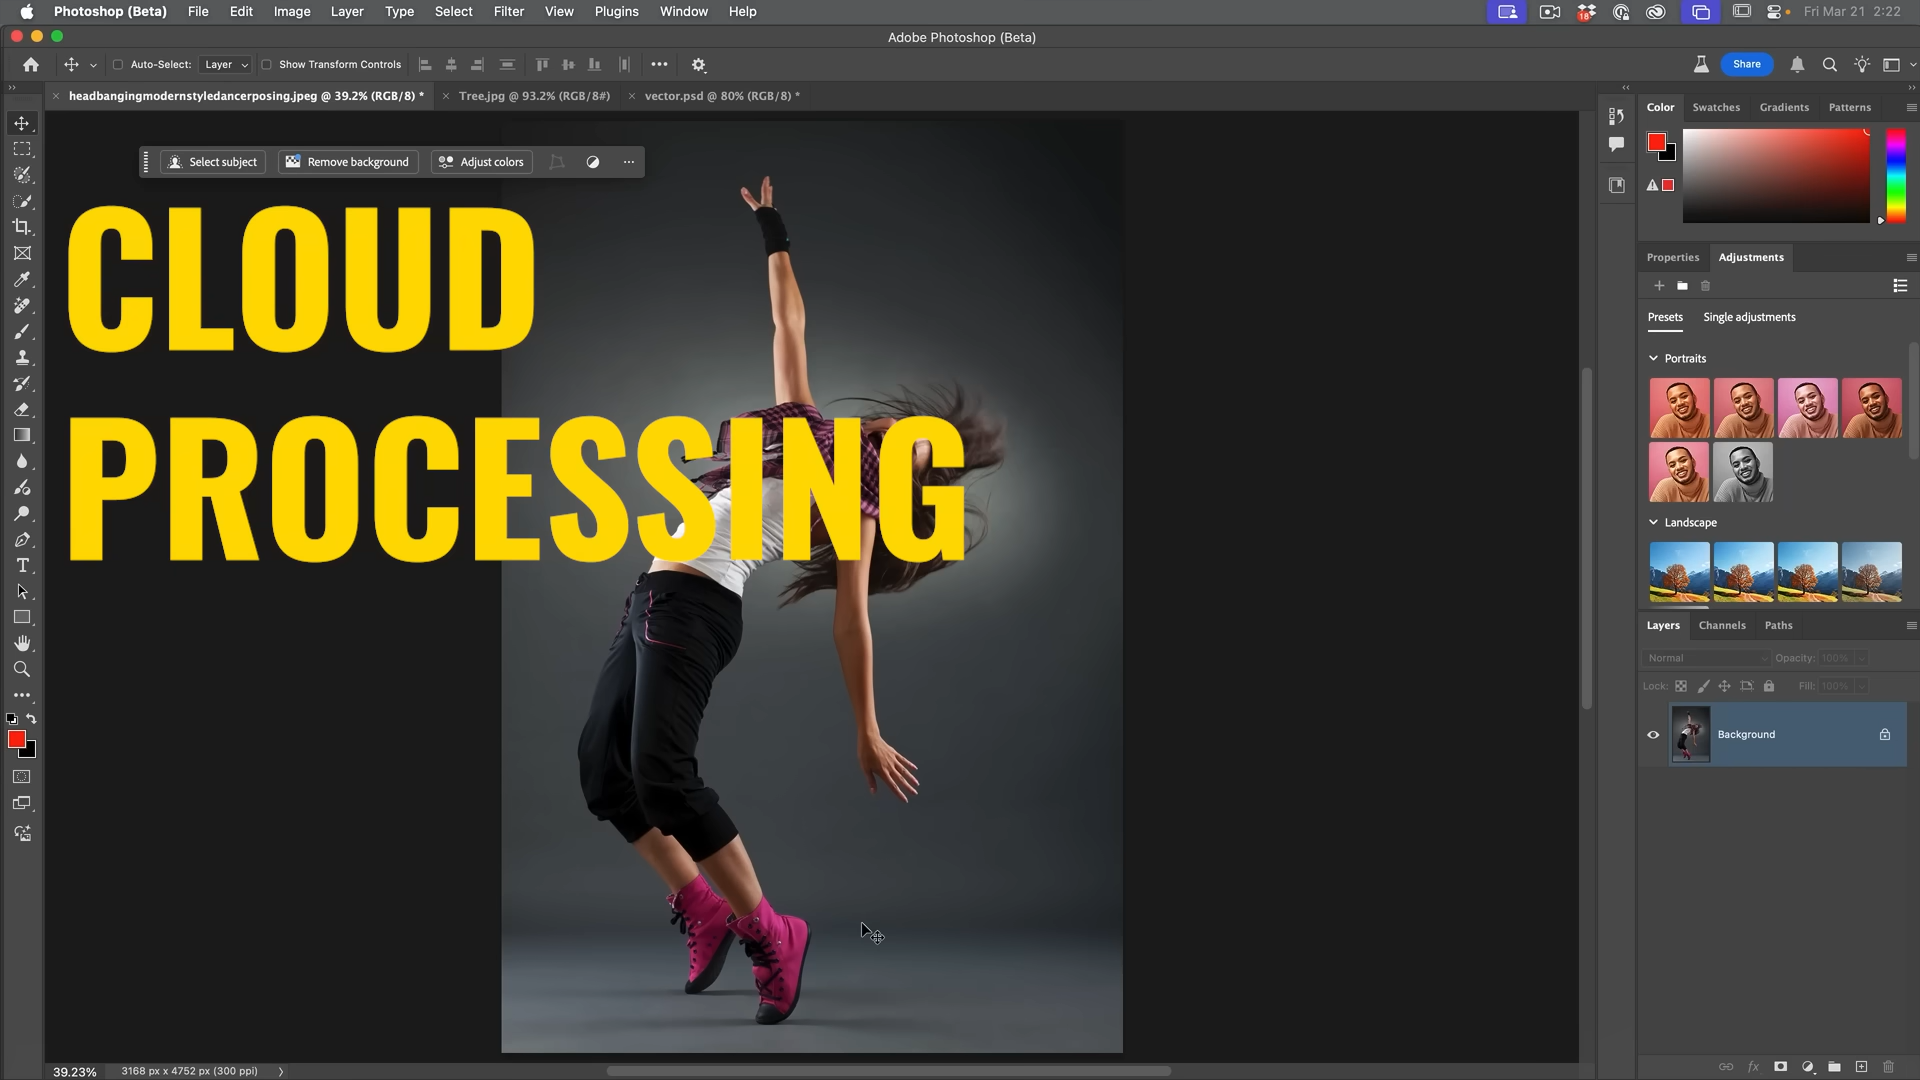 Photoshop (Beta) File Edit Image Layer Type Select Filter View Plugins Window Help 18 Fri Mar 21 2:22
Adobe Photoshop (Beta)
Auto-Select: Layer Show Transform Controls Share
headbangingmodernstyledancerposing.jpeg @ 39.2% (RGB/8) * Tree.jpg @ 93.2% (RGB/8#) vector.psd @ 80% (RGB/8) *
Color Swatches Gradients Patterns
Select subject Remove background Adjust colors
CLOUD
PROCESSING
Properties Adjustments
Presets Single adjustments
Portraits
Landscape
Layers Channels Paths
Normal Opacity: 100%
Lock: Fill: 100%
Background
fx
39.23% 3168 px x 4752 px (300 ppi)